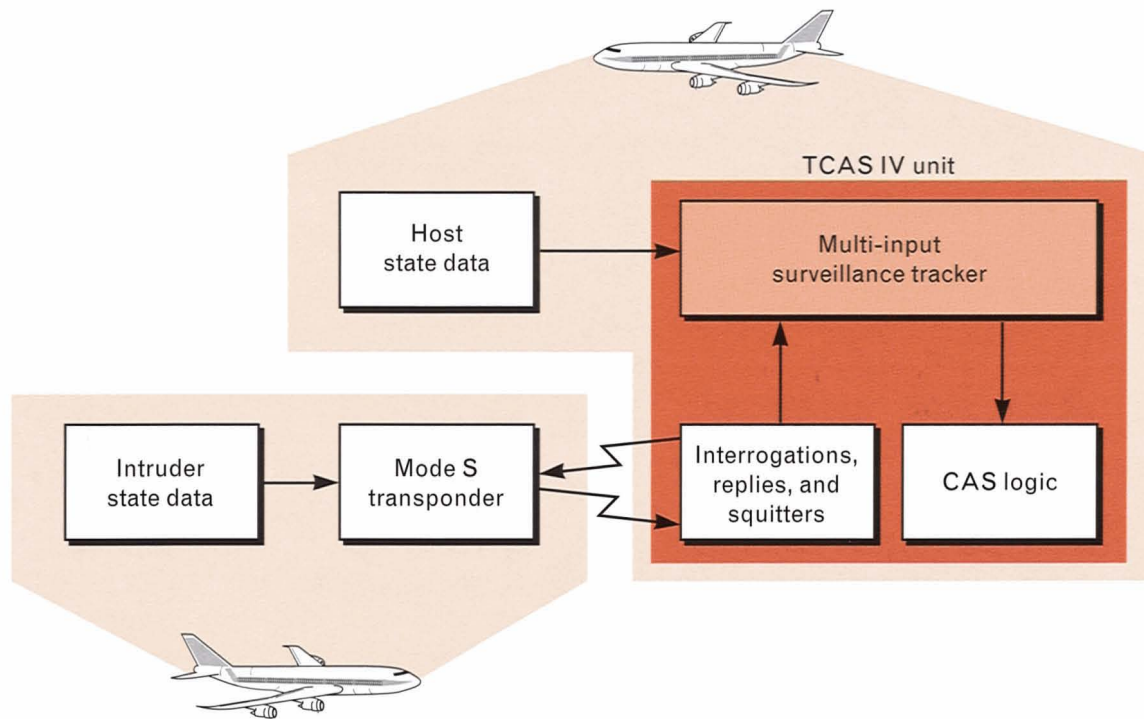 TCAS IV unit
Host
state data
Multi-input
surveillance tracker
Intruder
state data
Mode S
transponder
Interrogations,
replies, and
squitters
CAS logic